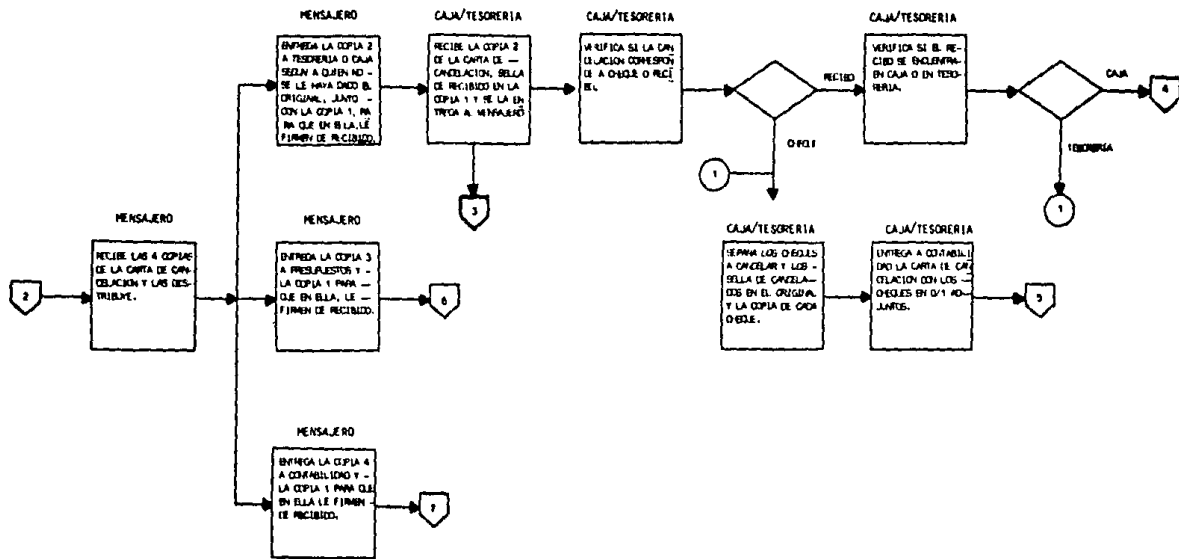 MENSAJERO
ENTREGA LA COPIA 2
A TESORERIA O CAJA
SEGUN A QUIEN NO -
SE LE HAYA DADO EL
ORIGINAL, JUNTO -
CON LA COPIA 1, PA
RA QUE EN ELLA, LE
FIRMEN DE RECIBIDO.
CAJA/TESORERIA
RECIBE LA COPIA 2
DE LA CARTA DE —
CANCELACION, SELLA
DE RECIBIDO EN LA
COPIA 1 Y SE LA EN
TREGA AL MENSAJERO
3
CAJA/TESORERIA
VERIFICA SI LA CAN
CELACION CORRESPON
DE A CHEQUE O RECI
BO.
RECIBO
CHEQUE
1
CAJA/TESORERIA
VERIFICA SI EL RE-
CIBO SE ENCUENTRA
EN CAJA O EN TESO-
RERIA.
CAJA
4
TESORERIA
1
MENSAJERO
2
RECIBE LAS 4 COPIAS
DE LA CARTA DE CAN-
CELACION Y LAS DIS-
TRIBUYE.
MENSAJERO
ENTREGA LA COPIA 3
A PRESUPUESTOS Y -
LA COPIA 1 PARA —
QUE EN ELLA, LE —
FIRMEN DE RECIBIDO.
6
CAJA/TESORERIA
SEPARA LOS CHEQUES
A CANCELAR Y LOS -
SELLA DE CANCELA-
DOS EN EL ORIGINAL
Y LA COPIA DE CADA
CHEQUE.
CAJA/TESORERIA
ENTREGA A CONTABILI
DAD LA CARTA DE CAN
CELACION CON LOS —
CHEQUES EN O/1 AD-
JUNTOS.
5
MENSAJERO
ENTREGA LA COPIA 4
A CONTABILIDAD Y -
LA COPIA 1 PARA QUE
EN ELLA LE FIRMEN -
DE RECIBIDO.
7